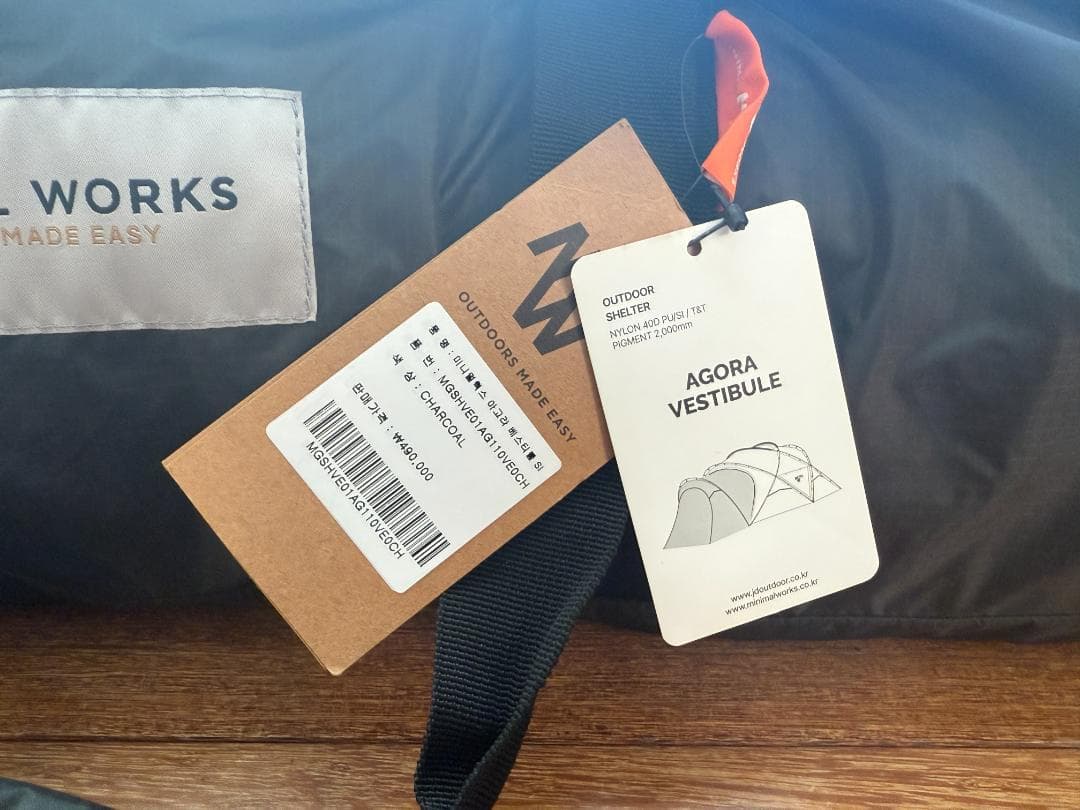 L WORKS
MADE EASY
OUTDOORS MADE EASY
품 명 : 미니멀웍스 아고라 베스티블 SI
품 번 : MGSHVE01AG110VE0CH
색 상 : CHARCOAL
판매가격 : ₩490,000
MGSHVE01AG110VE0CH
OUTDOOR
SHELTER
NYLON 40D PU/SI / T&T
PIGMENT 2,000mm
AGORA
VESTIBULE
www.jdoutdoor.co.kr
www.minimalworks.co.kr